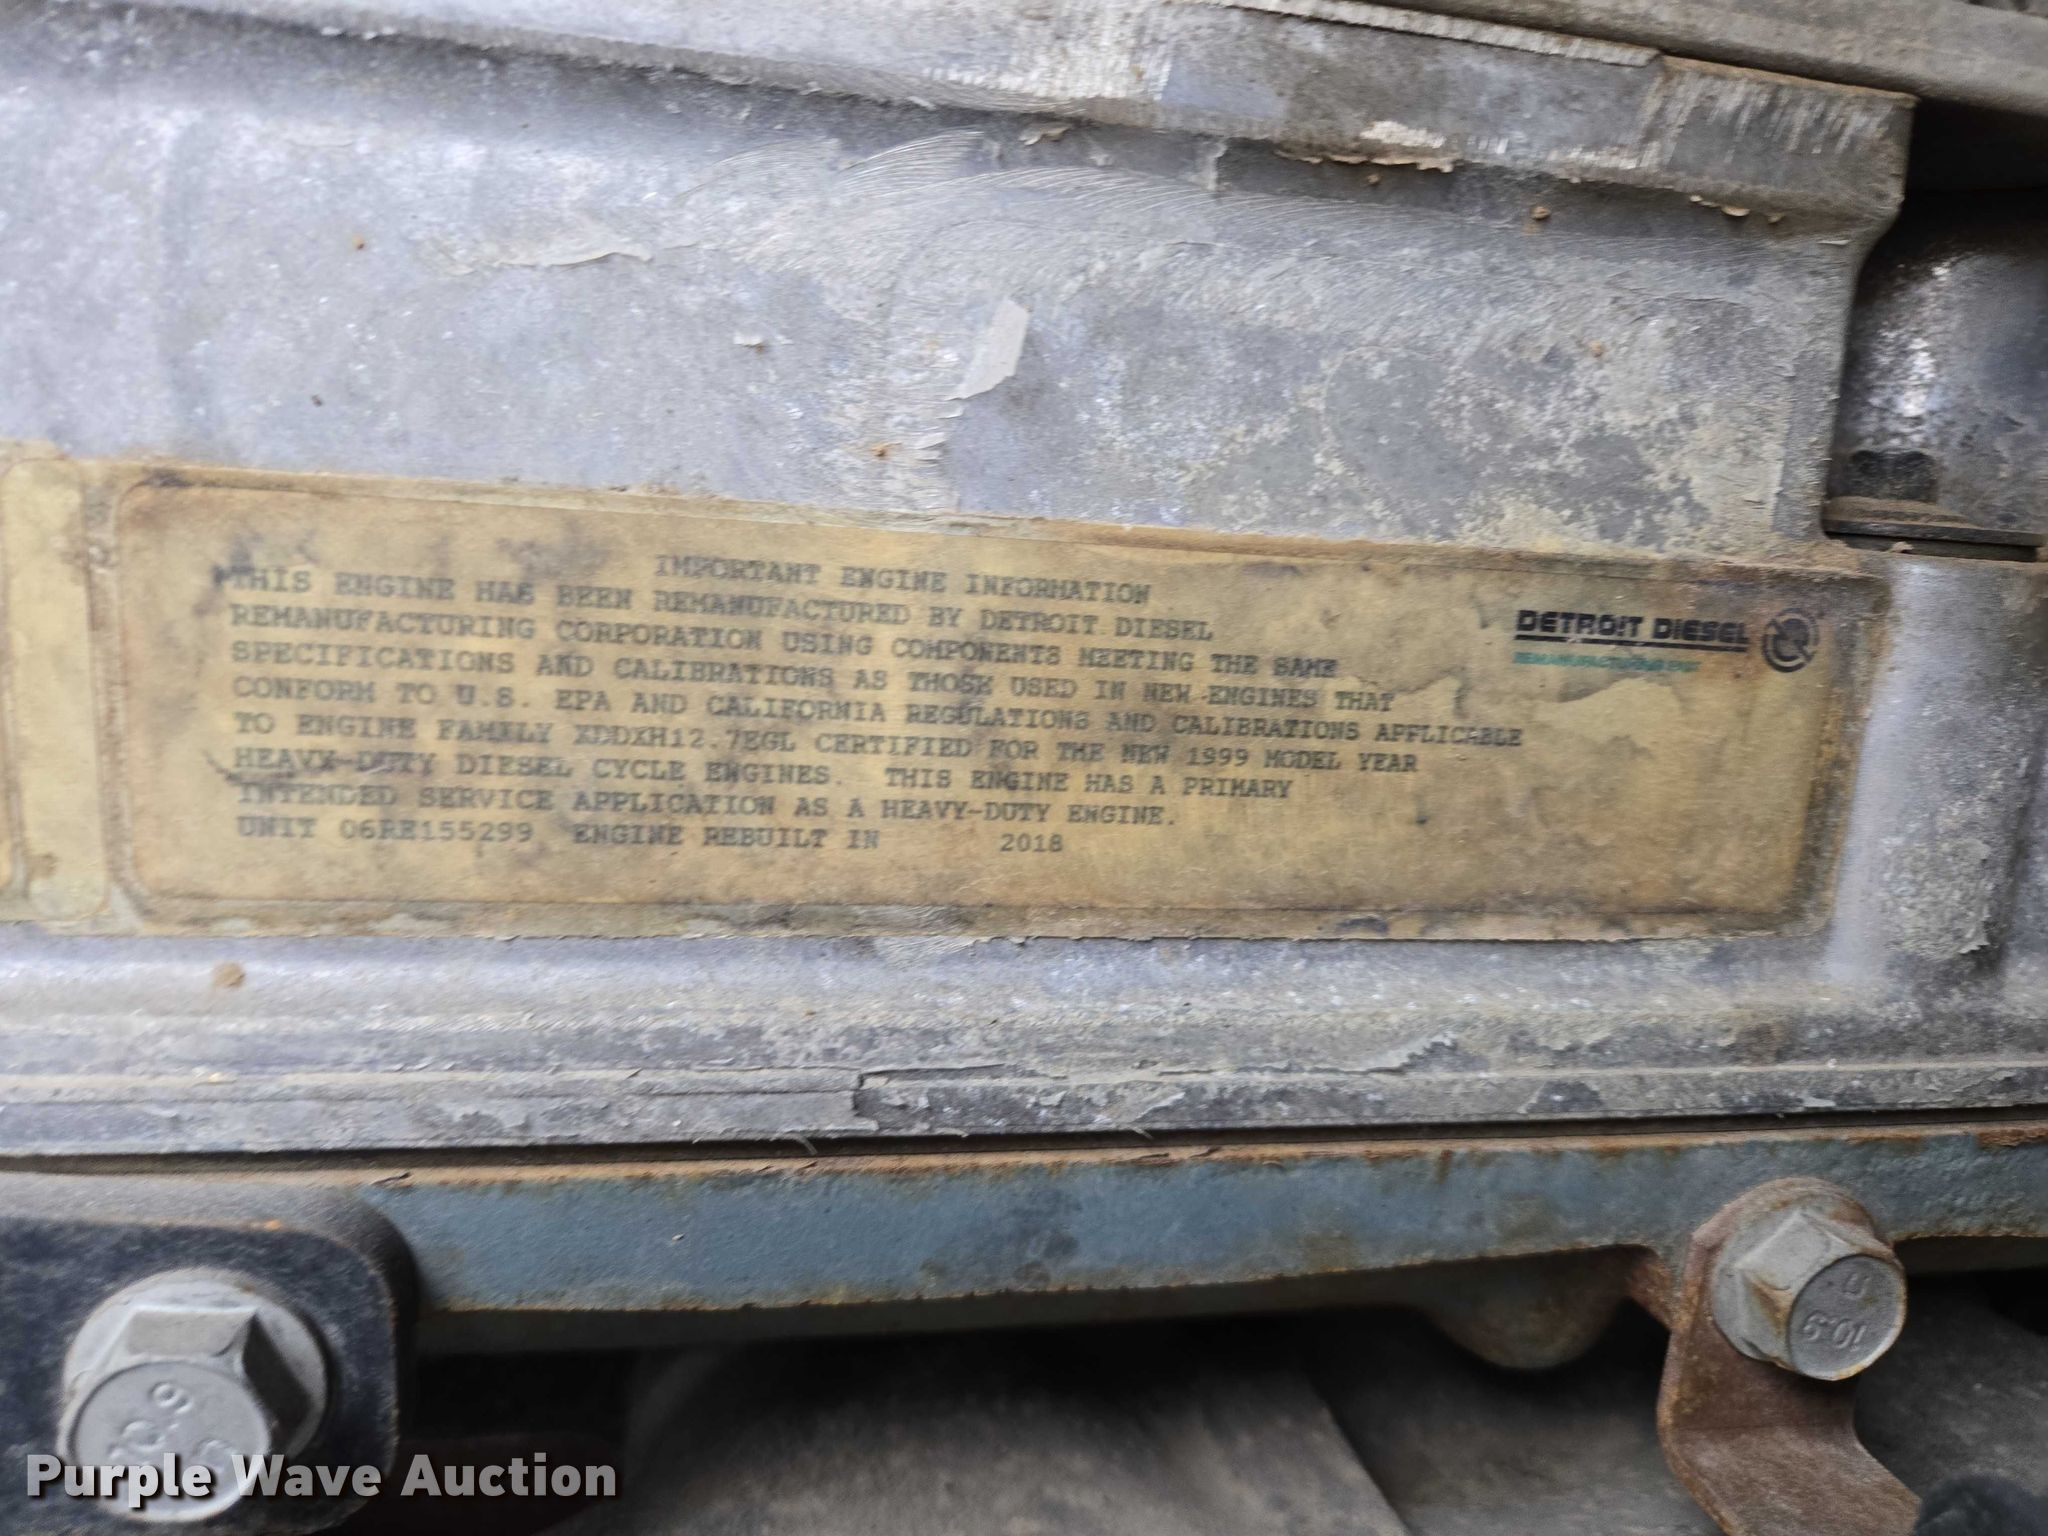 IMPORTANT ENGINE INFORMATION
THIS ENGINE HAS BEEN REMANUFACTURED BY DETROIT DIESEL
REMANUFACTURING CORPORATION USING COMPONENTS MEETING THE SAME
SPECIFICATIONS AND CALIBRATIONS AS THOSE USED IN NEW ENGINES THAT
CONFORM TO U.S. EPA AND CALIFORNIA REGULATIONS AND CALIBRATIONS APPLICABLE
TO ENGINE FAMILY XDDXH12.7EGL CERTIFIED FOR THE NEW 1999 MODEL YEAR
HEAVY-DUTY DIESEL CYCLE ENGINES. THIS ENGINE HAS A PRIMARY
INTENDED SERVICE APPLICATION AS A HEAVY-DUTY ENGINE.
UNIT 06RE155299 ENGINE REBUILT IN 2018
DETROIT DIESEL
10.9
Purple Wave Auction